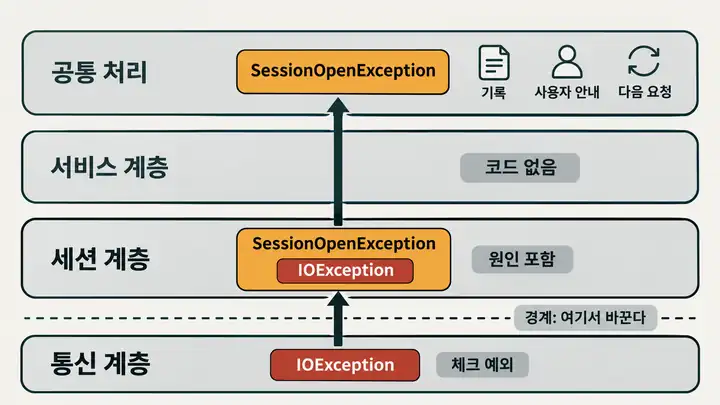 공통 처리
SessionOpenException
기록
사용자 안내
다음 요청
서비스 계층
코드 없음
세션 계층
SessionOpenException
IOException
원인 포함
경계: 여기서 바꾼다
통신 계층
IOException
체크 예외